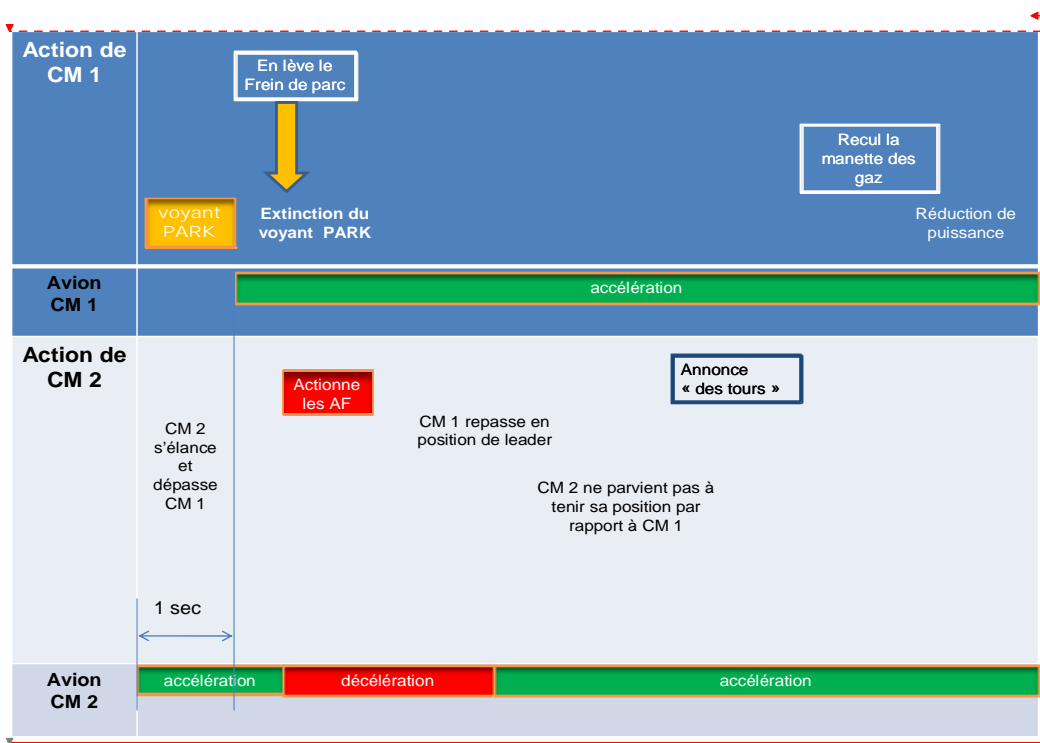 Action de
CM 1
En lève le
Frein de parc
Recul la
manette des
gaz
voyant
PARK
Extinction du
voyant  PARK
Réduction de
puissance
Avion
CM 1
accélération
Action de
CM 2
Actionne
les AF
Annonce
« des tours »
CM 2
s'élance
et
dépasse
CM 1
CM 1 repasse en
position de leader
CM 2 ne parvient pas à
tenir sa position par
rapport à CM 1
1 sec
Avion
CM 2
accélération
décélération
accélération